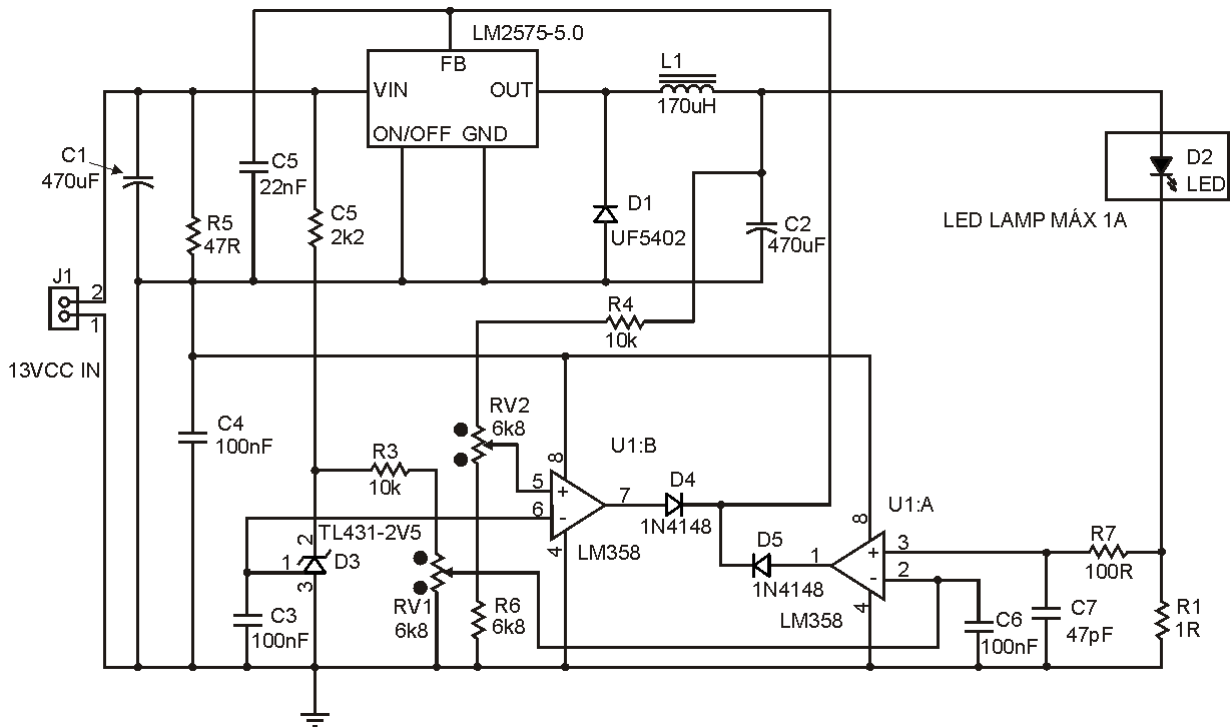 LM2575-5.0
FB
VIN
OUT
ON/OFF
GND
L1
170uH
C1
470uF
C5
22nF
R5
47R
C5
2k2
D1
UF5402
C2
470uF
D2
LED
LED LAMP MÁX 1A
J1
2
1
13VCC IN
R4
10k
C4
100nF
RV2
6k8
R3
10k
U1:B
8
5
+
6
-
7
4
LM358
D4
1N4148
D5
1N4148
U1:A
8
1
+
3
-
2
4
LM358
R7
100R
TL431-2V5
2
1
3
D3
C3
100nF
RV1
6k8
R6
6k8
C6
100nF
C7
47pF
R1
1R